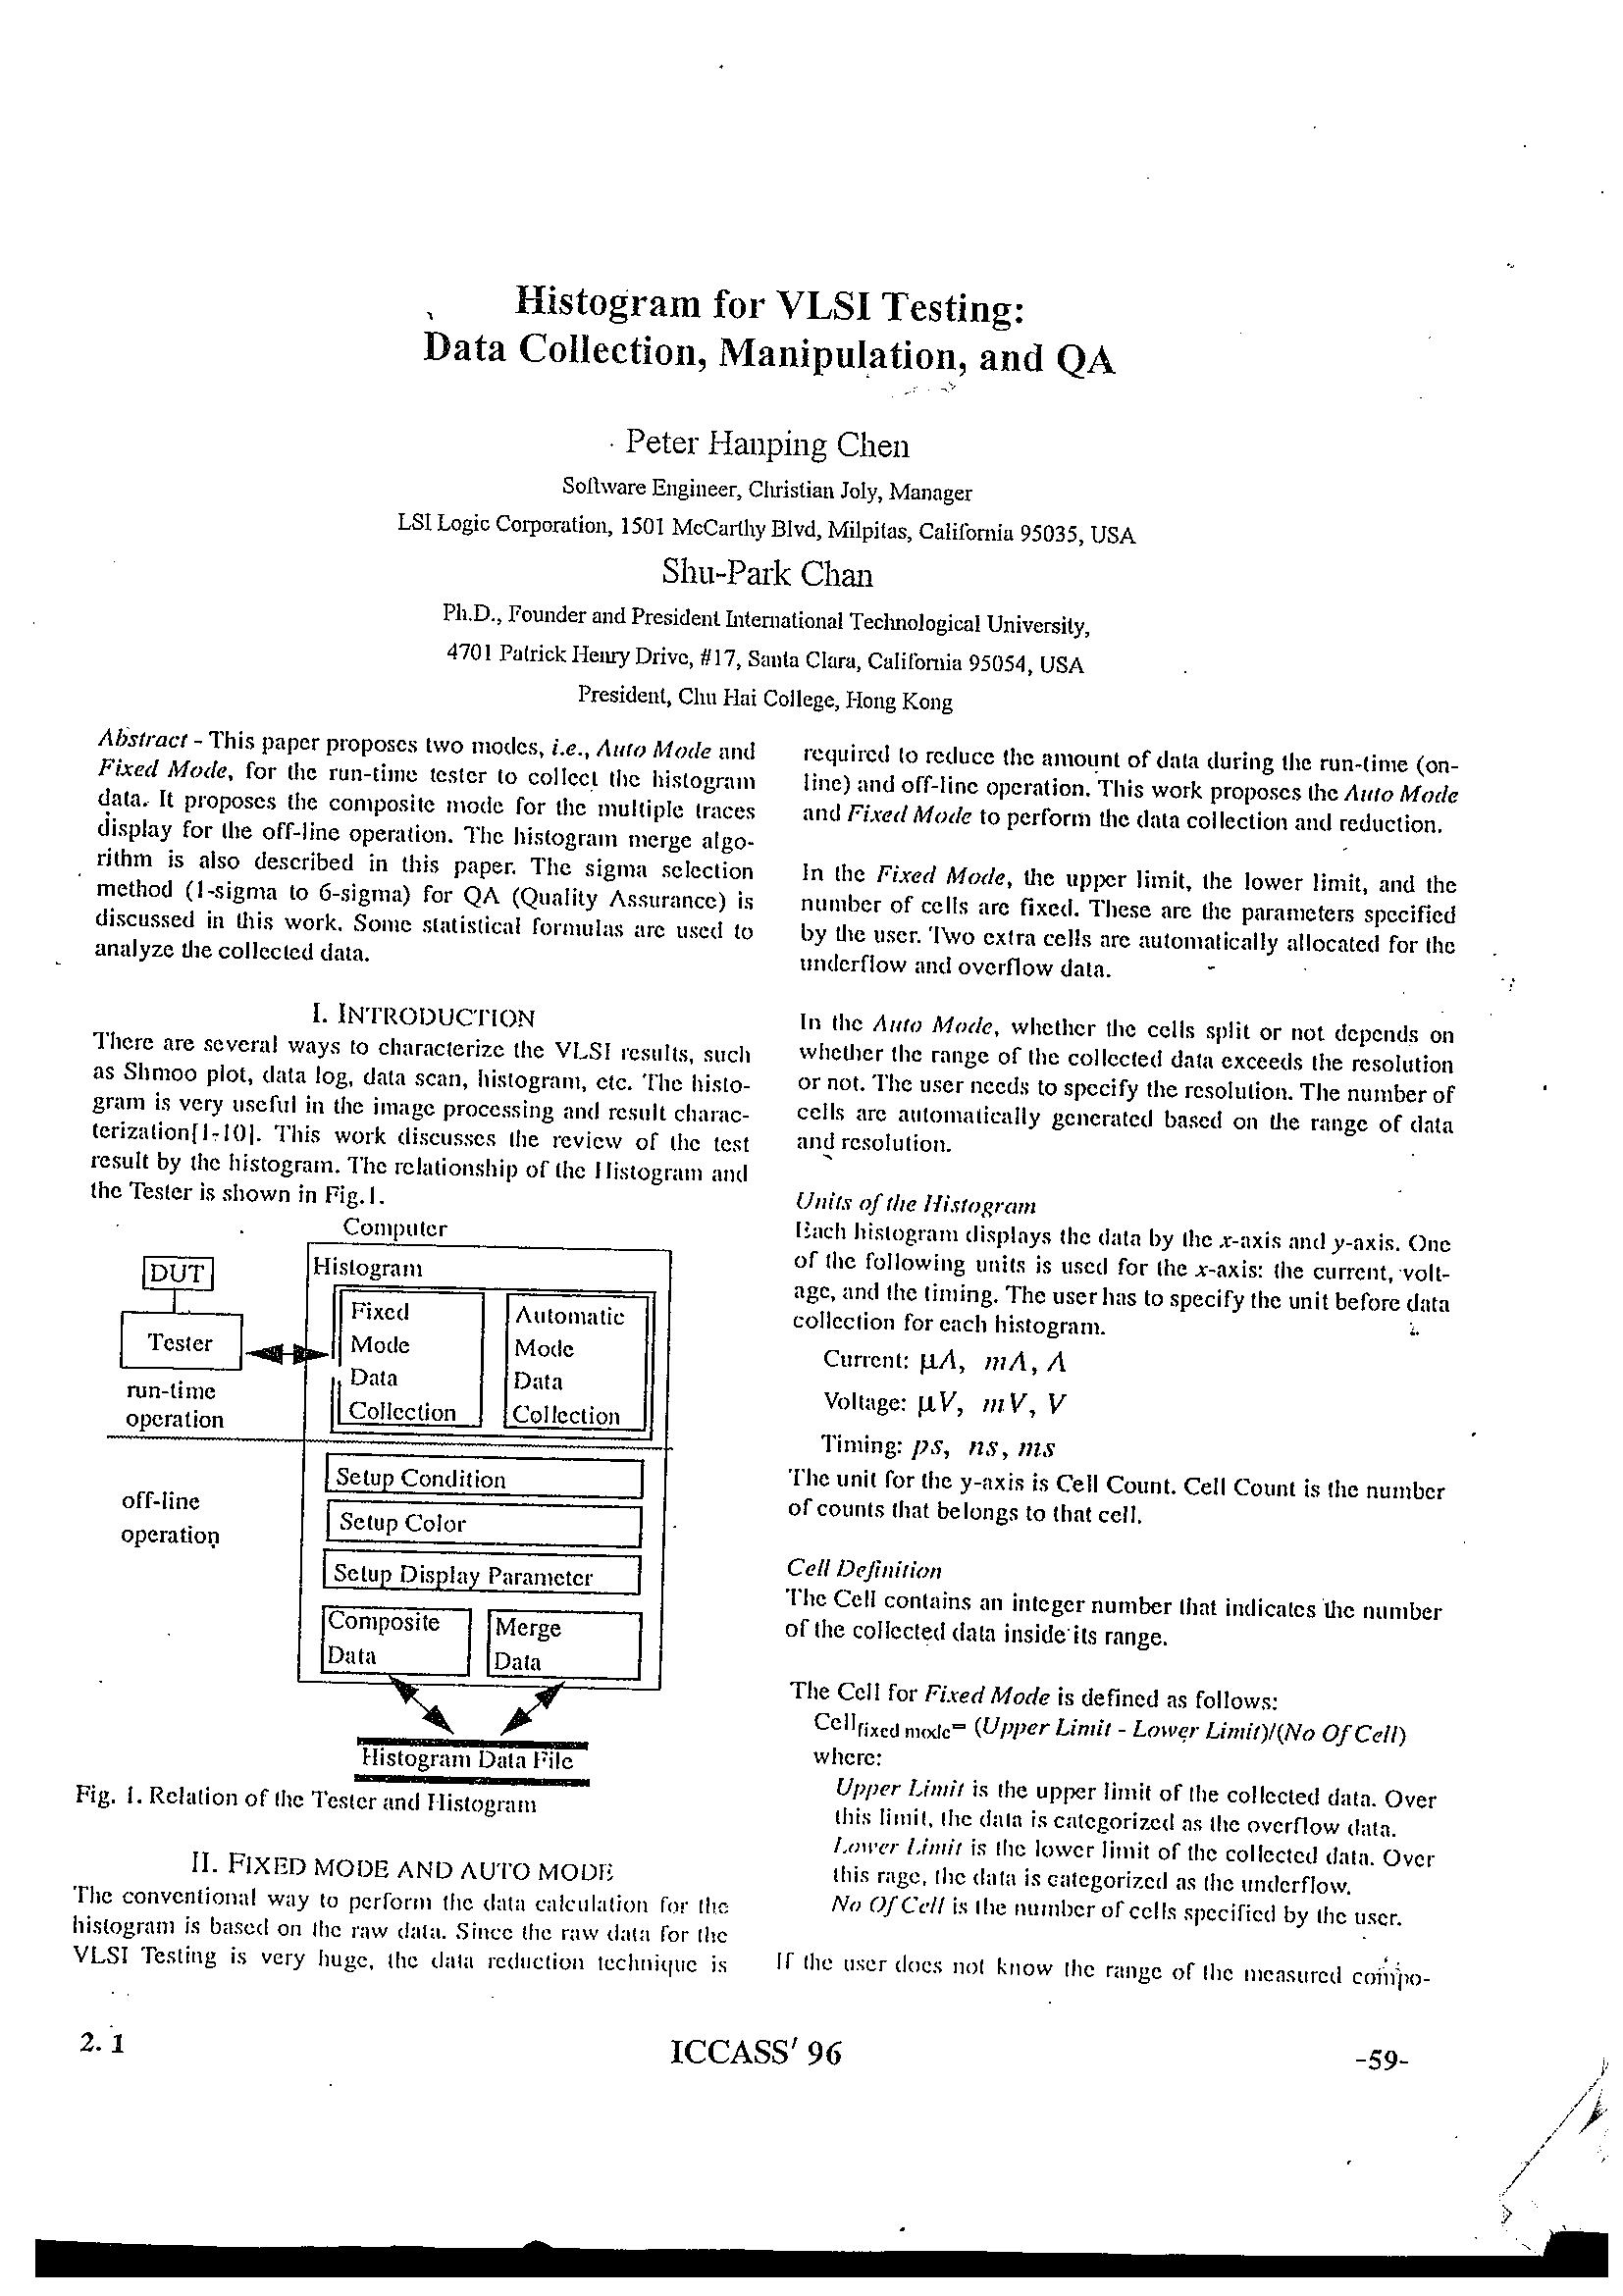 Histogram for VLSI Testing:
Data Collection, Manipulation, and QA
Peter Hanping Chen
Software Engineer, Christian Joly, Manager
LSI Logic Corporation, 1501 McCarthy Blvd, Milpitas, California 95035, USA
Shu-Park Chan
Ph.D., Founder and President International Technological University,
4701 Patrick Henry Drive, #17, Santa Clara, California 95054, USA
President, Chu Hai College, Hong Kong
Abstract - This paper proposes two modes, i.e., Auto Mode and
Fixed Mode, for the run-time tester to collect the histogram
data. It proposes the composite mode for the multiple traces
display for the off-line operation. The histogram merge algo-
rithm is also described in this paper. The sigma selection
method (1-sigma to 6-sigma) for QA (Quality Assurance) is
discussed in this work. Some statistical formulas are used to
analyze the collected data.
I. INTRODUCTION
There are several ways to characterize the VLSI results, such
as Shmoo plot, data log, data scan, histogram, etc. The histo-
gram is very useful in the image processing and result charac-
terization[1-10]. This work discusses the review of the test
result by the histogram. The relationship of the Histogram and
the Tester is shown in Fig.1.
Computer
DUT
Tester
run-time
operation
off-line
operation
Histogram
Fixed
Mode
Data
Collection
Automatic
Mode
Data
Collection
Setup Condition
Setup Color
Setup Display Parameter
Composite
Data
Merge
Data
Histogram Data File
Fig. 1. Relation of the Tester and Histogram
II. FIXED MODE AND AUTO MODE
The conventional way to perform the data calculation for the
histogram is based on the raw data. Since the raw data for the
VLSI Testing is very huge, the data reduction technique is
required to reduce the amount of data during the run-time (on-
line) and off-line operation. This work proposes the Auto Mode
and Fixed Mode to perform the data collection and reduction.
In the Fixed Mode, the upper limit, the lower limit, and the
number of cells are fixed. These are the parameters specified
by the user. Two extra cells are automatically allocated for the
underflow and overflow data.
In the Auto Mode, whether the cells split or not depends on
whether the range of the collected data exceeds the resolution
or not. The user needs to specify the resolution. The number of
cells are automatically generated based on the range of data
and resolution.
Units of the Histogram
Each histogram displays the data by the x-axis and y-axis. One
of the following units is used for the x-axis: the current, volt-
age, and the timing. The user has to specify the unit before data
collection for each histogram.
Current: μA, mA, A
Voltage: μV, mV, V
Timing: ps, ns, ms
The unit for the y-axis is Cell Count. Cell Count is the number
of counts that belongs to that cell.
Cell Definition
The Cell contains an integer number that indicates the number
of the collected data inside its range.
The Cell for Fixed Mode is defined as follows:
Cell fixed mode= (Upper Limit - Lower Limit)/(No Of Cell)
where:
Upper Limit is the upper limit of the collected data. Over
this limit, the data is categorized as the overflow data.
Lower Limit is the lower limit of the collected data. Over
this rage, the data is categorized as the underflow.
No Of Cell is the number of cells specified by the user.
If the user does not know the range of the measured compo-
2. 1
ICCASS' 96
-59-